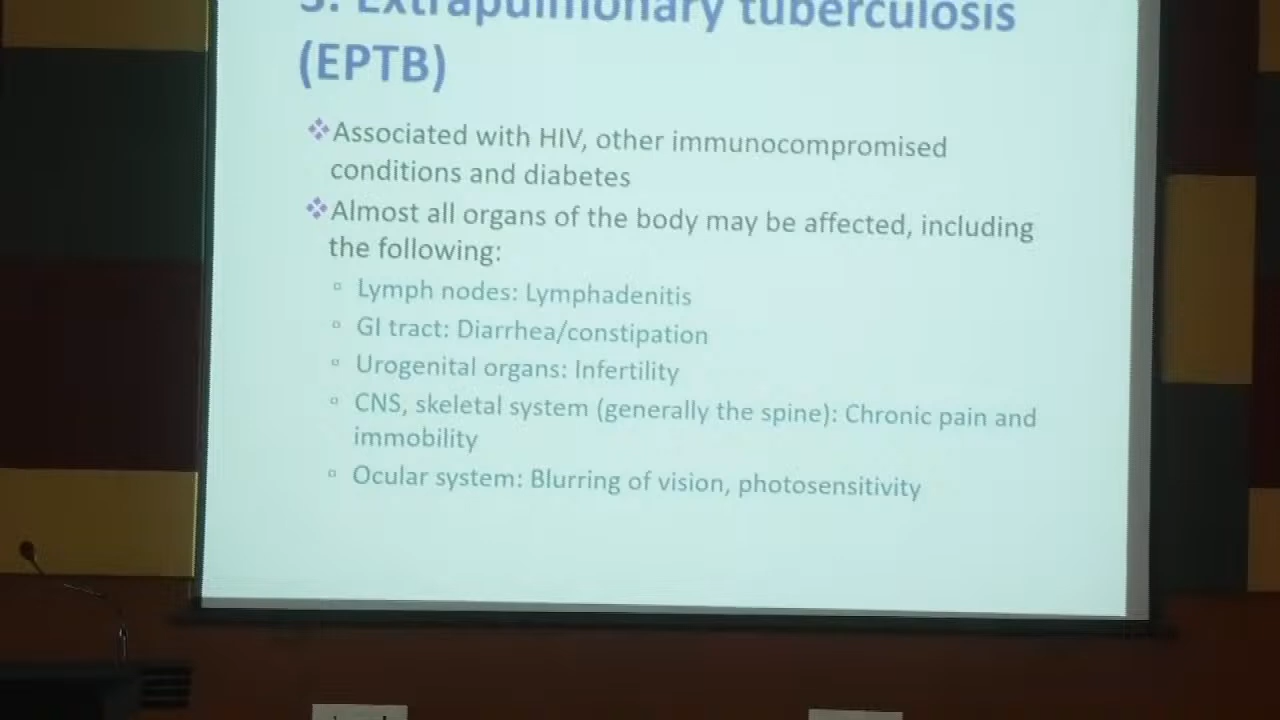 3. Extrapulmonary tuberculosis
(EPTB)
Associated with HIV, other immunocompromised
conditions and diabetes
Almost all organs of the body may be affected, including
the following:
Lymph nodes: Lymphadenitis
GI tract: Diarrhea/constipation
Urogenital organs: Infertility
CNS, skeletal system (generally the spine): Chronic pain and
immobility
Ocular system: Blurring of vision, photosensitivity